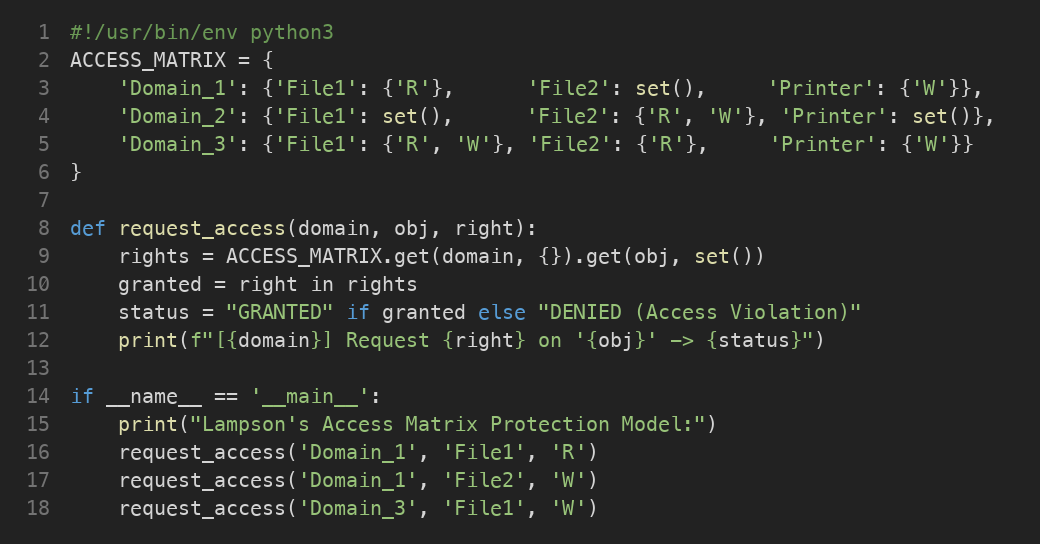 1 #!/usr/bin/env python3
2 ACCESS_MATRIX = {
3     'Domain_1': {'File1': {'R'},      'File2': set(),     'Printer': {'W'}},
4     'Domain_2': {'File1': set(),      'File2': {'R', 'W'}, 'Printer': set()},
5     'Domain_3': {'File1': {'R', 'W'}, 'File2': {'R'},     'Printer': {'W'}}
6 }
7
8 def request_access(domain, obj, right):
9     rights = ACCESS_MATRIX.get(domain, {}).get(obj, set())
10     granted = right in rights
11     status = "GRANTED" if granted else "DENIED (Access Violation)"
12     print(f"[{domain}] Request {right} on '{obj}' -> {status}")
13
14 if __name__ == '__main__':
15     print("Lampson's Access Matrix Protection Model:")
16     request_access('Domain_1', 'File1', 'R')
17     request_access('Domain_1', 'File2', 'W')
18     request_access('Domain_3', 'File1', 'W')